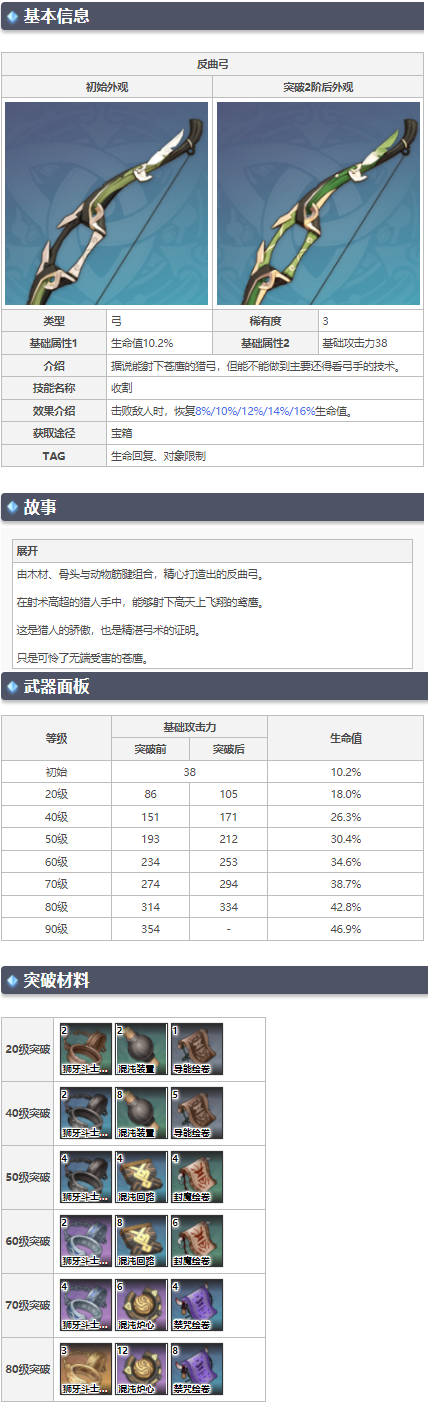 基本信息
反曲弓
初始外观 突破2阶后外观
类型 弓 稀有度 3
基础属性1 生命值10.2% 基础属性2 基础攻击力38
介绍 据说能射下苍鹰的猎弓，但能不能做到主要还得看弓手的技术。
技能名称 收割
效果介绍 击败敌人时，恢复8%/10%/12%/14%/16%生命值。
获取途径 宝箱
TAG 生命回复、对象限制
故事
展开
由木材、骨头与动物筋腱组合，精心打造出的反曲弓。
在射术高超的猎人手中，能够射下高天上飞翔的鸢鹰。
这是猎人的骄傲，也是精湛弓术的证明。
只是可怜了无端受害的苍鹰。
武器面板
等级 基础攻击力 生命值
突破前 突破后
初始 38 10.2%
20级 86 105 18.0%
40级 151 171 26.3%
50级 193 212 30.4%
60级 234 253 34.6%
70级 274 294 38.7%
80级 314 334 42.8%
90级 354 - 46.9%
突破材料
2 2 1
20级突破
狮牙斗士... 混沌装置 导能绘卷
2 8 5
40级突破
狮牙斗士... 混沌装置 导能绘卷
4 4 4
50级突破
狮牙斗士... 混沌回路 封魔绘卷
2 8 6
60级突破
狮牙斗士... 混沌回路 封魔绘卷
4 6 4
70级突破
狮牙斗士... 混沌炉心 禁咒绘卷
3 12 8
80级突破
狮牙斗士... 混沌炉心 禁咒绘卷